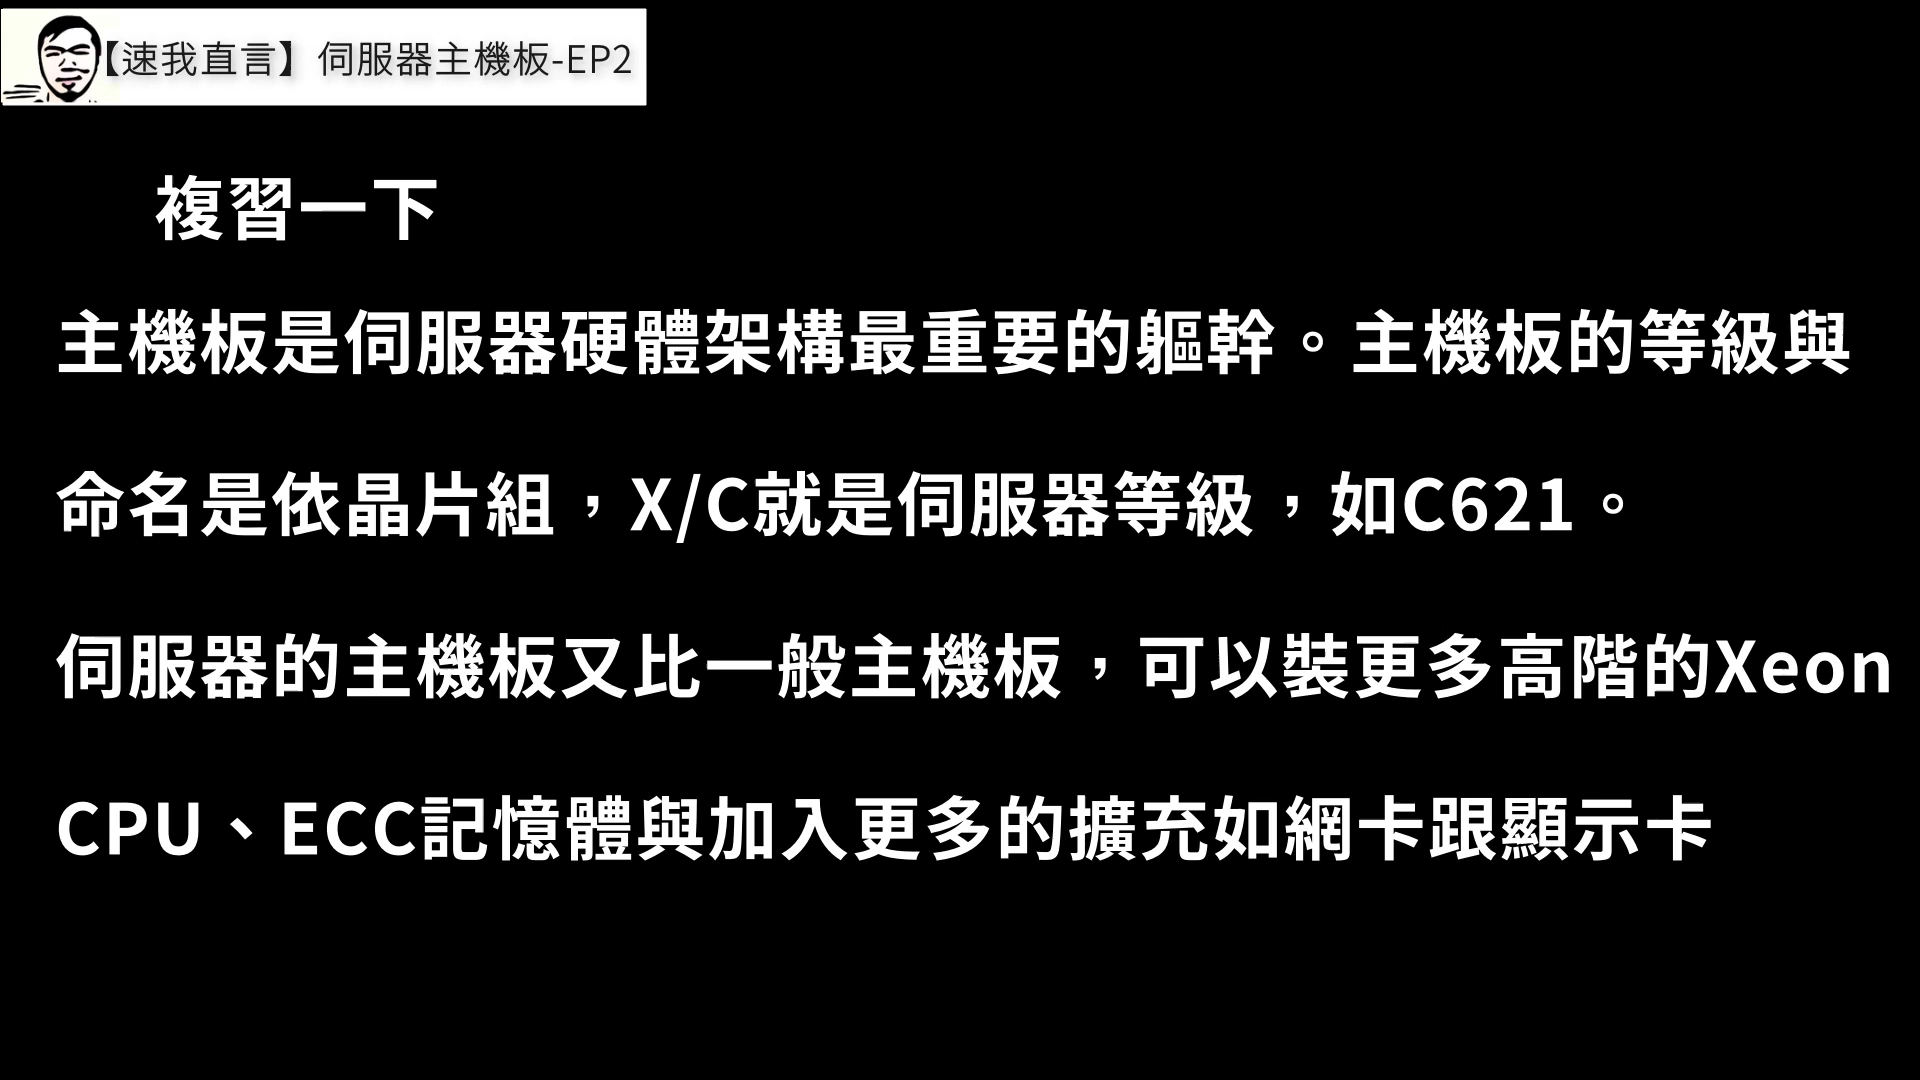 【速我直言】伺服器主機板-EP2
複習一下
主機板是伺服器硬體架構最重要的軀幹。主機板的等級與
命名是依晶片組，X/C就是伺服器等級，如C621。
伺服器的主機板又比一般主機板，可以裝更多高階的Xeon
CPU、ECC記憶體與加入更多的擴充如網卡跟顯示卡